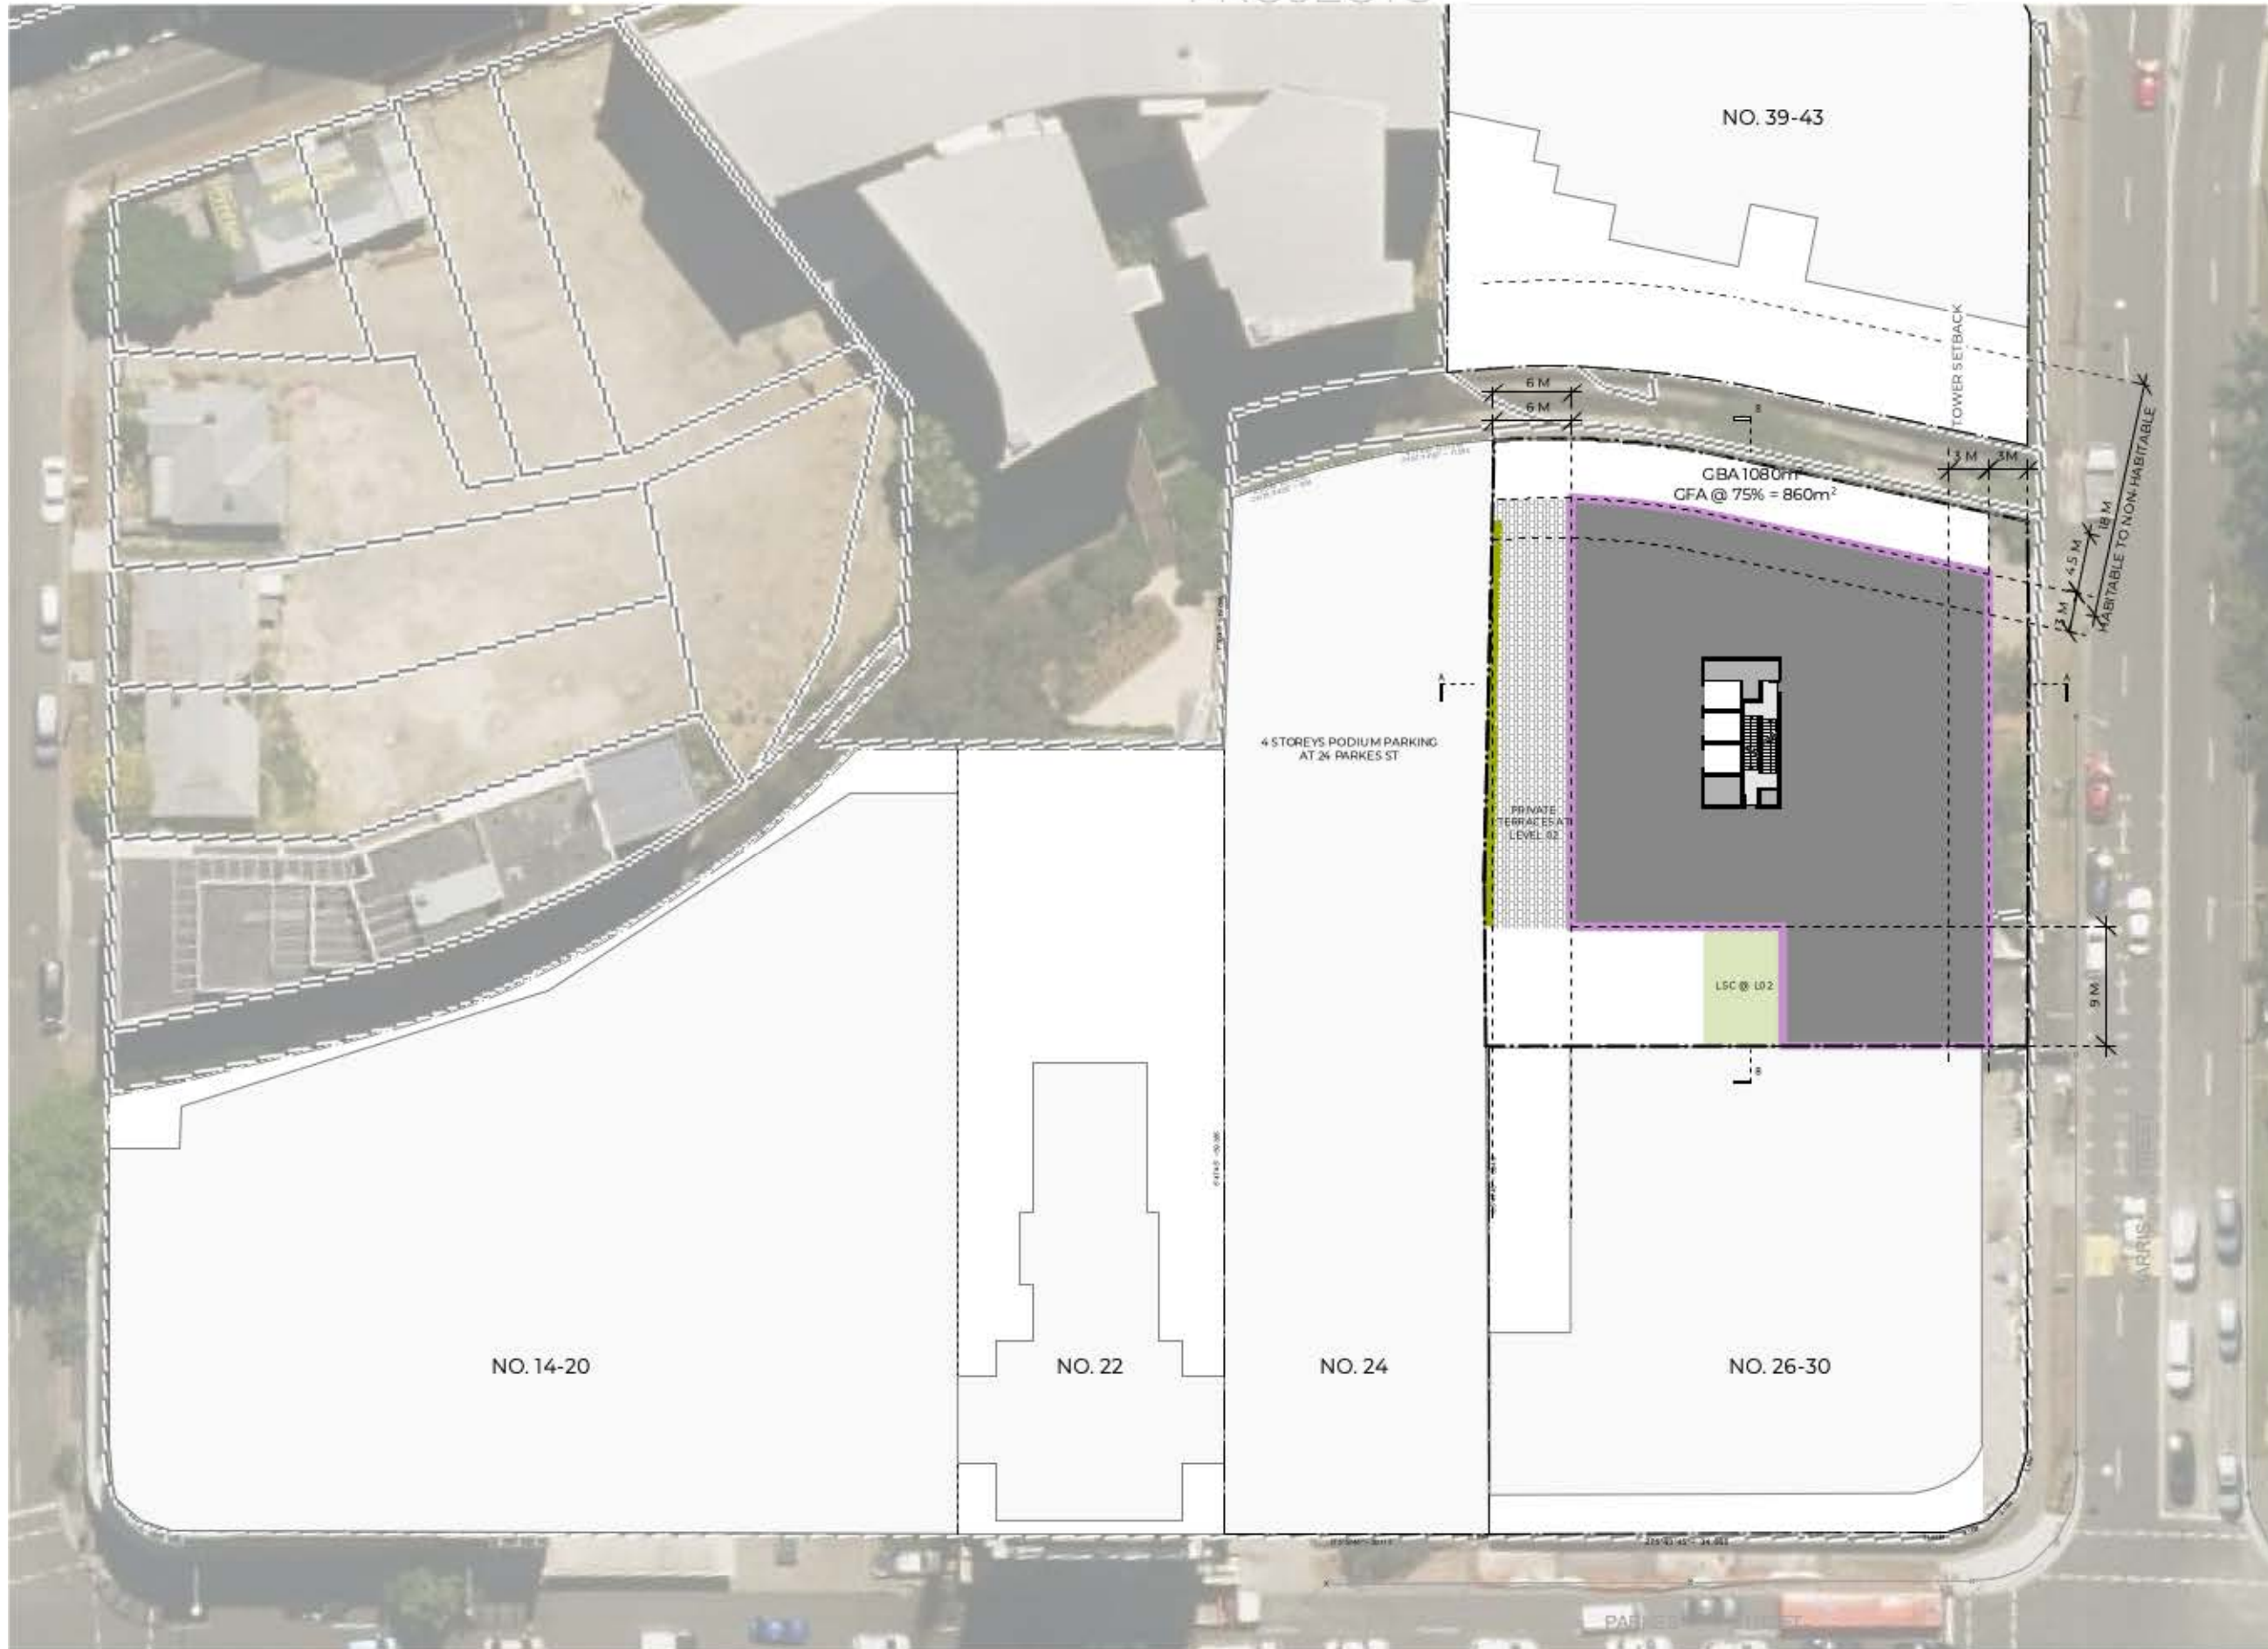 NO. 39-43
TOWER SETBACK
6 M
6 M
B
3 M
3M
GBA 1080m²
GFA @ 75% = 860m²
18 M
4.5 M
3 M
HABITABLE TO NON-HABITABLE
A
A
4 STOREYS PODIUM PARKING
AT 24 PARKES ST
PRIVATE
TERRACES AT
LEVEL 02
LSC @ L02
9 M
B
NO. 14-20
NO. 22
NO. 24
NO. 26-30